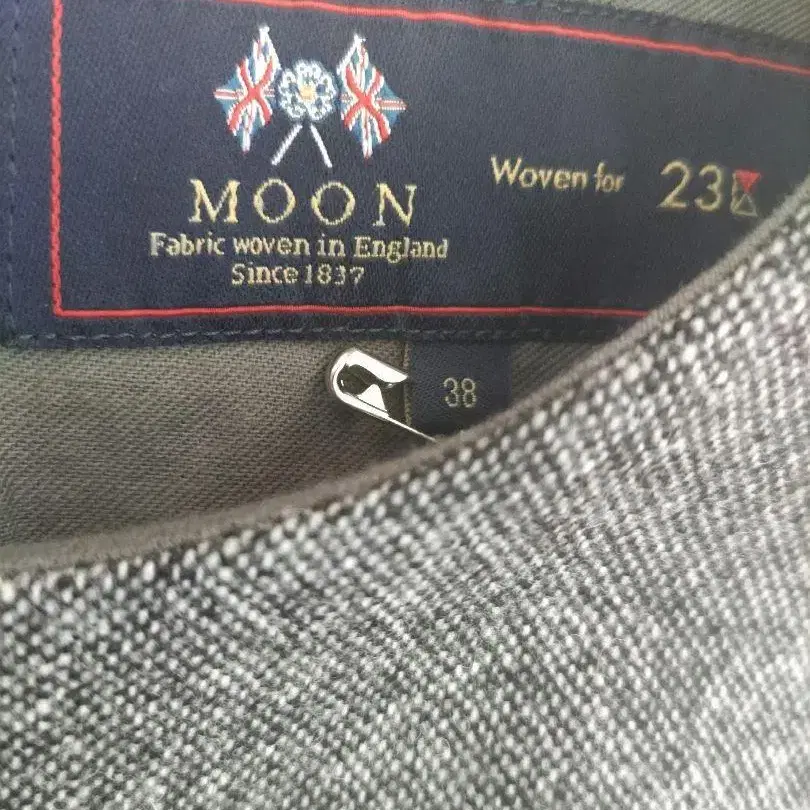 MOON
Fabric woven in England
Since 1837
Woven for 23
38